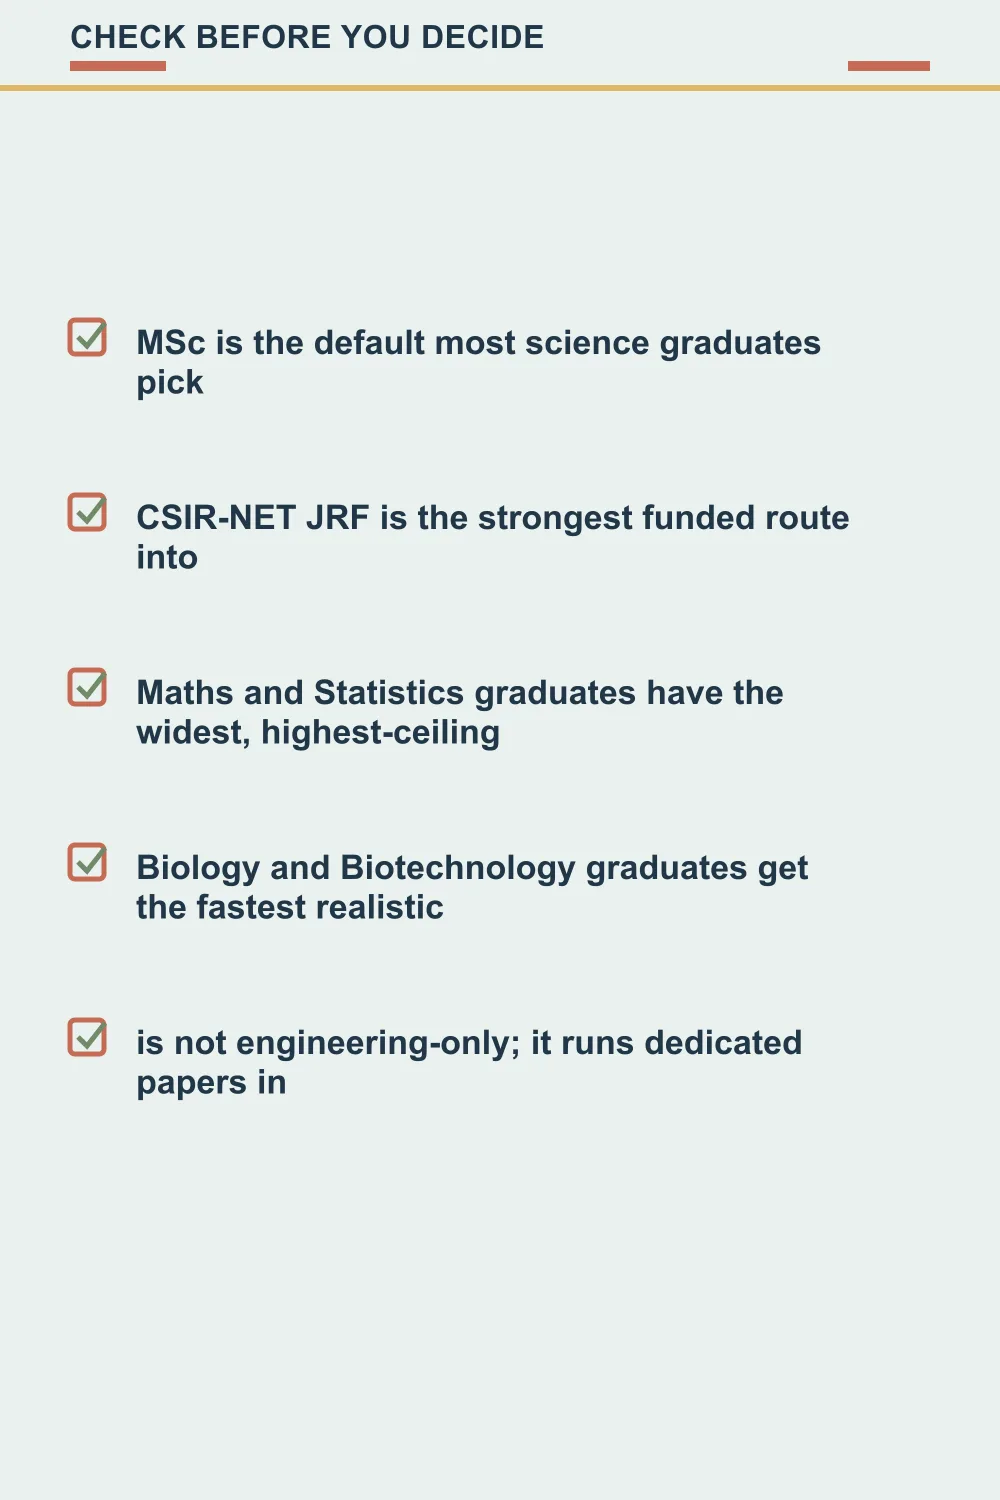 CHECK BEFORE YOU DECIDE
MSc is the default most science graduates
pick
CSIR-NET JRF is the strongest funded route
into
Maths and Statistics graduates have the
widest, highest-ceiling
Biology and Biotechnology graduates get
the fastest realistic
is not engineering-only; it runs dedicated
papers in